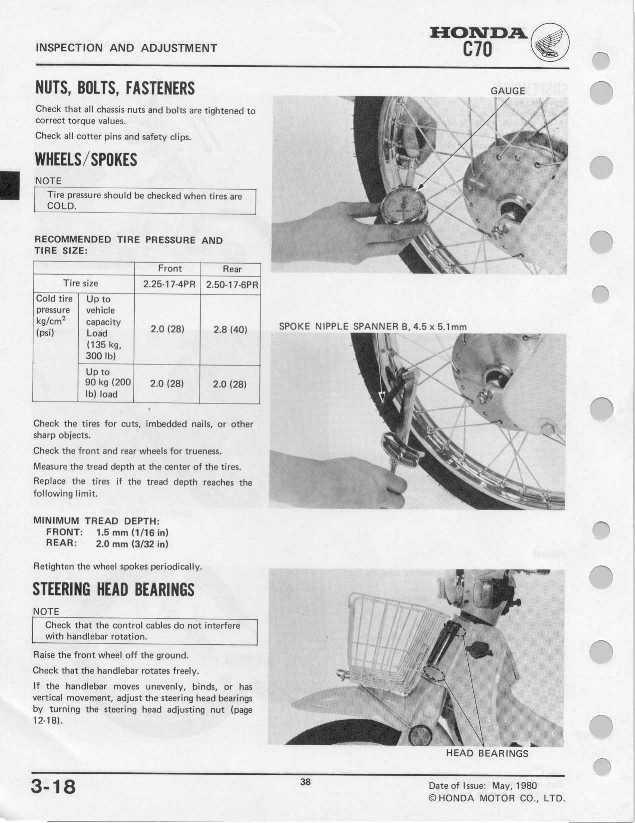 INSPECTION AND ADJUSTMENT
HONDA
C70
NUTS, BOLTS, FASTENERS
Check that all chassis nuts and bolts are tightened to
correct torque values.
Check all cotter pins and safety clips.
WHEELS/SPOKES
NOTE
Tire pressure should be checked when tires are
COLD.
RECOMMENDED TIRE PRESSURE AND
TIRE SIZE:
Front Rear
Tire size 2.25-17-4PR 2.50-17-6PR
Cold tire
pressure
kg/cm²
(psi)
Up to
vehicle
capacity
Load
(135 kg,
300 lb)
2.0 (28) 2.8 (40)
Up to
90 kg (200
lb) load
2.0 (28) 2.0 (28)
Check the tires for cuts, imbedded nails, or other
sharp objects.
Check the front and rear wheels for trueness.
Measure the tread depth at the center of the tires.
Replace the tires if the tread depth reaches the
following limit.
MINIMUM TREAD DEPTH:
FRONT: 1.5 mm (1/16 in)
REAR: 2.0 mm (3/32 in)
Retighten the wheel spokes periodically.
STEERING HEAD BEARINGS
NOTE
Check that the control cables do not interfere
with handlebar rotation.
Raise the front wheel off the ground.
Check that the handlebar rotates freely.
If the handlebar moves unevenly, binds, or has
vertical movement, adjust the steering head bearings
by turning the steering head adjusting nut (page
12-18).
GAUGE
SPOKE NIPPLE SPANNER B, 4.5 x 5.1mm
HEAD BEARINGS
3-18
38
Date of Issue: May, 1980
© HONDA MOTOR CO., LTD.